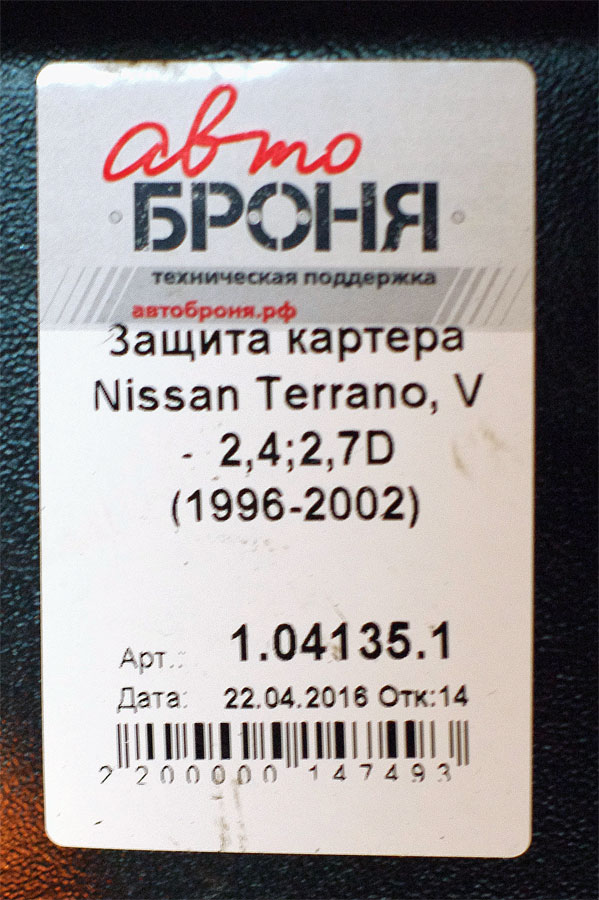 авто
БРОНЯ
техническая поддержка
автоброня.рф
Защита картера
Nissan Terrano, V
- 2,4;2,7D
(1996-2002)
Арт.: 1.04135.1
Дата: 22.04.2016 Отк:14
2 200000 147493